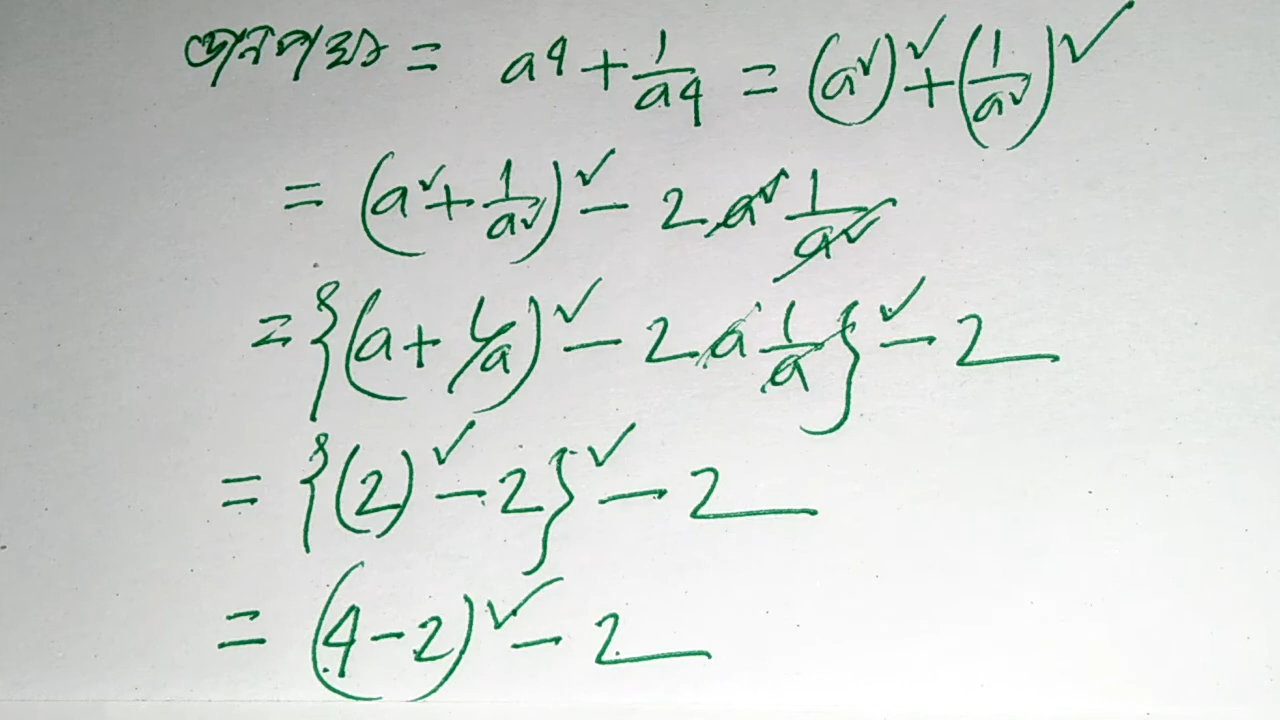 ডানপক্ষ = a⁴ + 1/a⁴ = (a²)² + (1/a²)²
= (a² + 1/a²)² - 2 a² 1/a²
= {(a + 1/a)² - 2 a 1/a}² - 2
= {(2)² - 2}² - 2
= (4 - 2)² - 2